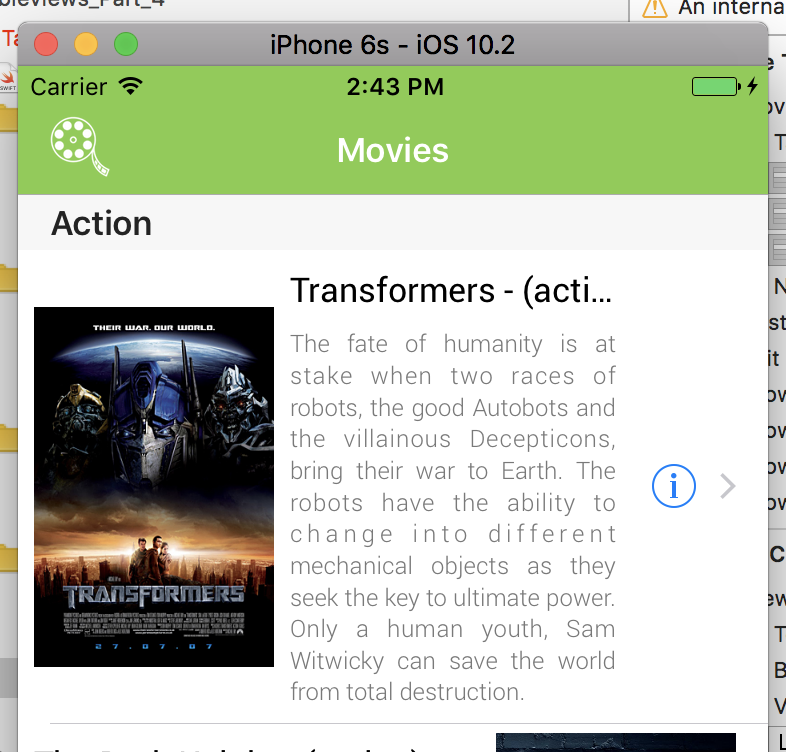 bleviews_Part_4
An interna
iPhone 6s - iOS 10.2
Carrier
2:43 PM
Movies
Action
Transformers - (acti...
THEIR WAR. OUR WORLD.
The fate of humanity is at
stake when two races of
robots, the good Autobots and
the villainous Decepticons,
bring their war to Earth. The
robots have the ability to
change into different
mechanical objects as they
seek the key to ultimate power.
Only a human youth, Sam
Witwicky can save the world
from total destruction.
TRANSFORMERS
27.07.07